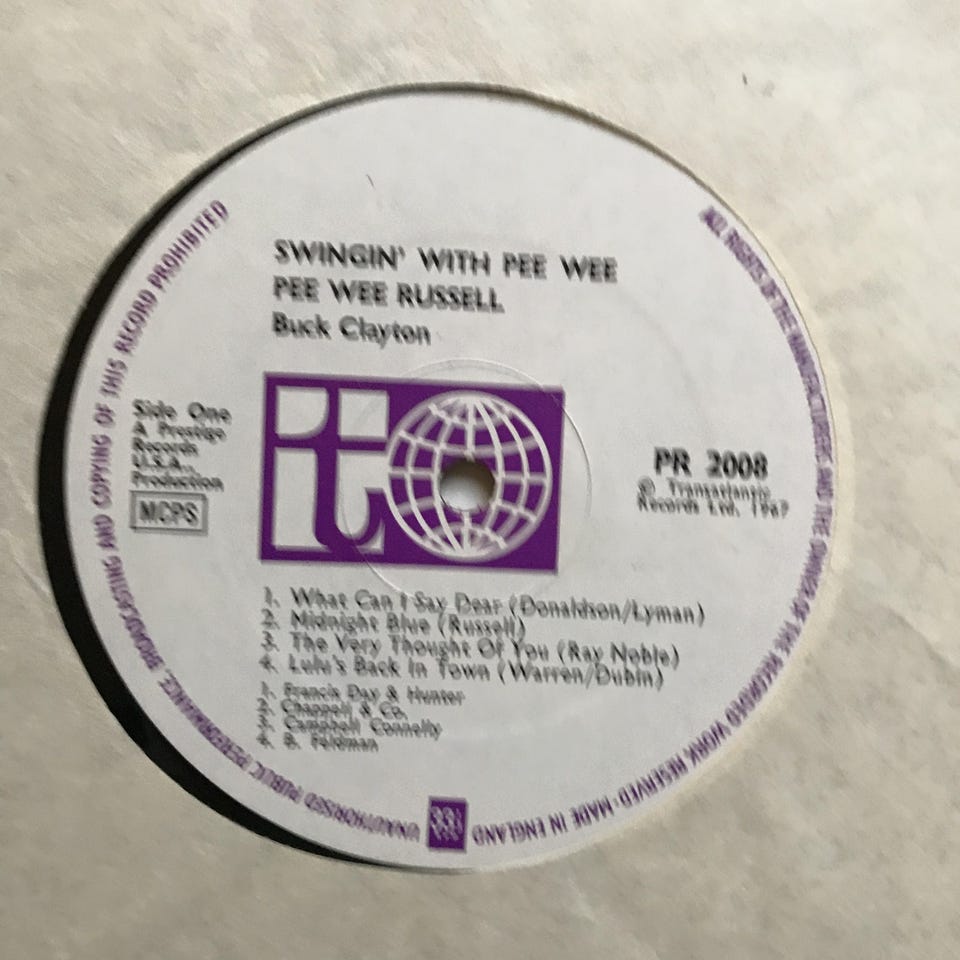 SWINGIN' WITH PEE WEE
PEE WEE RUSSELL
Buck Clayton
Side One
A Prestige
Records
U.S.A.,
Production
MCPS
it
PR 2008
© Transatlantic
Records Ltd. 1967
1. What Can I Say Dear (Donaldson/Lyman)
2. Midnight Blue (Russell)
3. The Very Thought Of You (Ray Noble)
4. Lulu's Back In Town (Warren/Dubin)
1. Francis Day & Hunter
2. Chappell & Co.
3. Campbell Connelly
4. B. Feldman
ALL RIGHTS OF THE MANUFACTURER AND THE OWNER OF THE RECORDED WORK RESERVED · MADE IN ENGLAND
33⅓
UNAUTHORISED PUBLIC PERFORMANCE, BROADCASTING AND COPYING OF THIS RECORD PROHIBITED